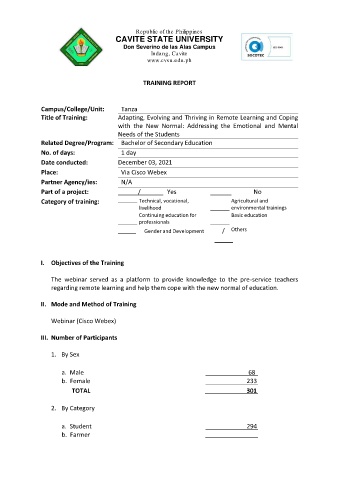 Republic of the Philippines
CAVITE STATE UNIVERSITY
Don Severino de las Alas Campus
Indang, Cavite
www.cvsu.edu.ph
SOCOTEC
TRAINING REPORT
Campus/College/Unit: Tanza
Title of Training: Adapting, Evolving and Thriving in Remote Learning and Coping
with the New Normal: Addressing the Emotional and Mental
Needs of the Students
Related Degree/Program: Bachelor of Secondary Education
No. of days: 1 day
Date conducted: December 03, 2021
Place: Via Cisco Webex
Partner Agency/ies: N/A
Part of a project: / Yes No
Category of training: Technical, vocational, Agricultural and
livelihood environmental trainings
Continuing education for Basic education
professionals
Gender and Development / Others
I. Objectives of the Training
The webinar served as a platform to provide knowledge to the pre-service teachers
regarding remote learning and help them cope with the new normal of education.
II. Mode and Method of Training
Webinar (Cisco Webex)
III. Number of Participants
1. By Sex
a. Male 68
b. Female 233
TOTAL 301
2. By Category
a. Student 294
b. Farmer